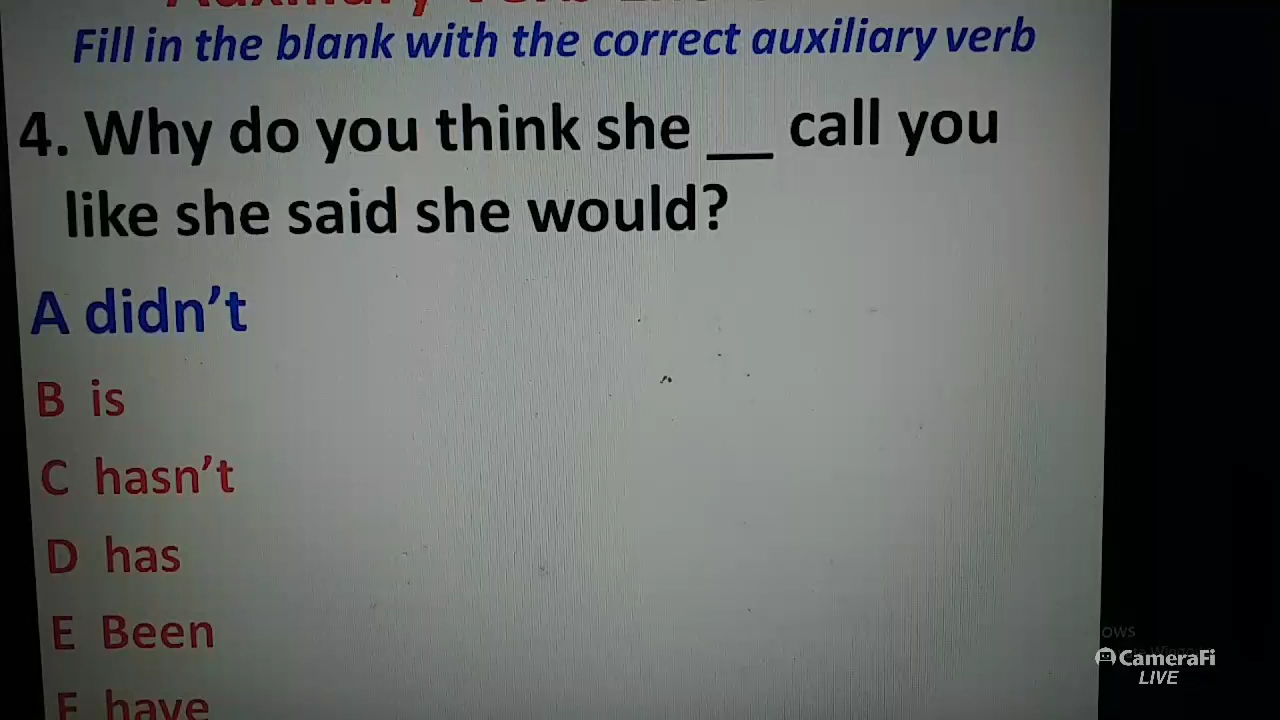 Fill in the blank with the correct auxiliary verb
4. Why do you think she __ call you
like she said she would?
A didn't
B is
C hasn't
D has
E Been
F have
OWS
CameraFi
LIVE